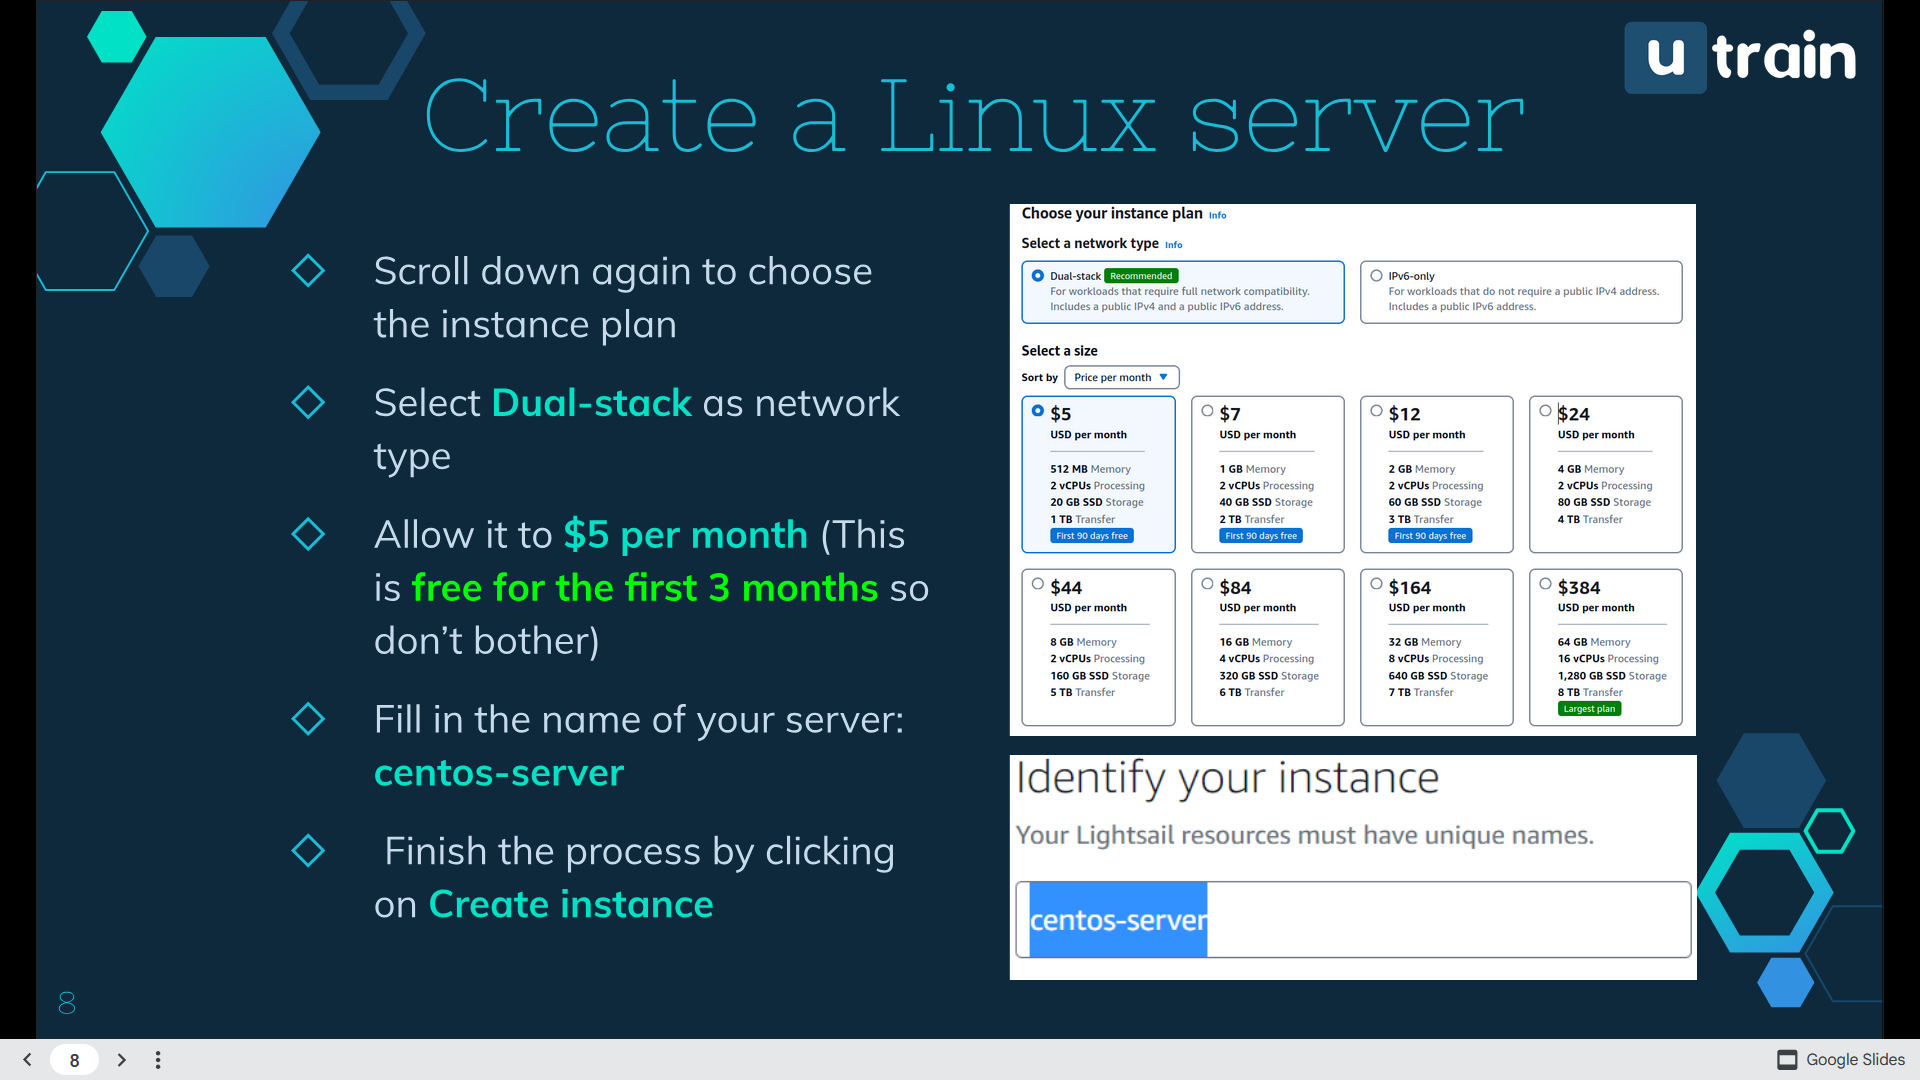 u train
Create a Linux server
Scroll down again to choose
the instance plan
Select Dual-stack as network
type
Allow it to $5 per month (This
is free for the first 3 months so
don’t bother)
Fill in the name of your server:
centos-server
Finish the process by clicking
on Create instance
Choose your instance plan Info
Select a network type Info
Dual-stack Recommended
For workloads that require full network compatibility.
Includes a public IPv4 and a public IPv6 address.
IPv6-only
For workloads that do not require a public IPv4 address.
Includes a public IPv6 address.
Select a size
Sort by Price per month
$5
USD per month
512 MB Memory
2 vCPUs Processing
20 GB SSD Storage
1 TB Transfer
First 90 days free
$7
USD per month
1 GB Memory
2 vCPUs Processing
40 GB SSD Storage
2 TB Transfer
First 90 days free
$12
USD per month
2 GB Memory
2 vCPUs Processing
60 GB SSD Storage
3 TB Transfer
First 90 days free
$24
USD per month
4 GB Memory
2 vCPUs Processing
80 GB SSD Storage
4 TB Transfer
$44
USD per month
8 GB Memory
2 vCPUs Processing
160 GB SSD Storage
5 TB Transfer
$84
USD per month
16 GB Memory
4 vCPUs Processing
320 GB SSD Storage
6 TB Transfer
$164
USD per month
32 GB Memory
8 vCPUs Processing
640 GB SSD Storage
7 TB Transfer
$384
USD per month
64 GB Memory
16 vCPUs Processing
1,280 GB SSD Storage
8 TB Transfer
Largest plan
Identify your instance
Your Lightsail resources must have unique names.
centos-server
8
8
Google Slides